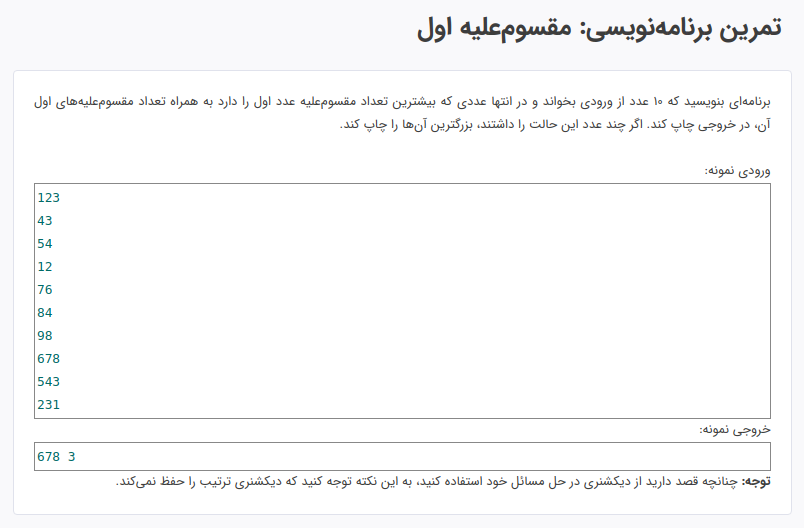 تمرین برنامه‌نویسی: مقسوم‌علیه اول
برنامه‌ای بنویسید که ۱۰ عدد از ورودی بخواند و در انتها عددی که بیشترین تعداد مقسوم‌علیه عدد اول را دارد به همراه تعداد مقسوم‌علیه‌های اول
آن، در خروجی چاپ کند. اگر چند عدد این حالت را داشتند، بزرگترین آن‌ها را چاپ کند.
ورودی نمونه:
123
43
54
12
76
84
98
678
543
231
خروجی نمونه:
678 3
توجه: چنانچه قصد دارید از دیکشنری در حل مسائل خود استفاده کنید، به این نکته توجه کنید که دیکشنری ترتیب را حفظ نمی‌کند.